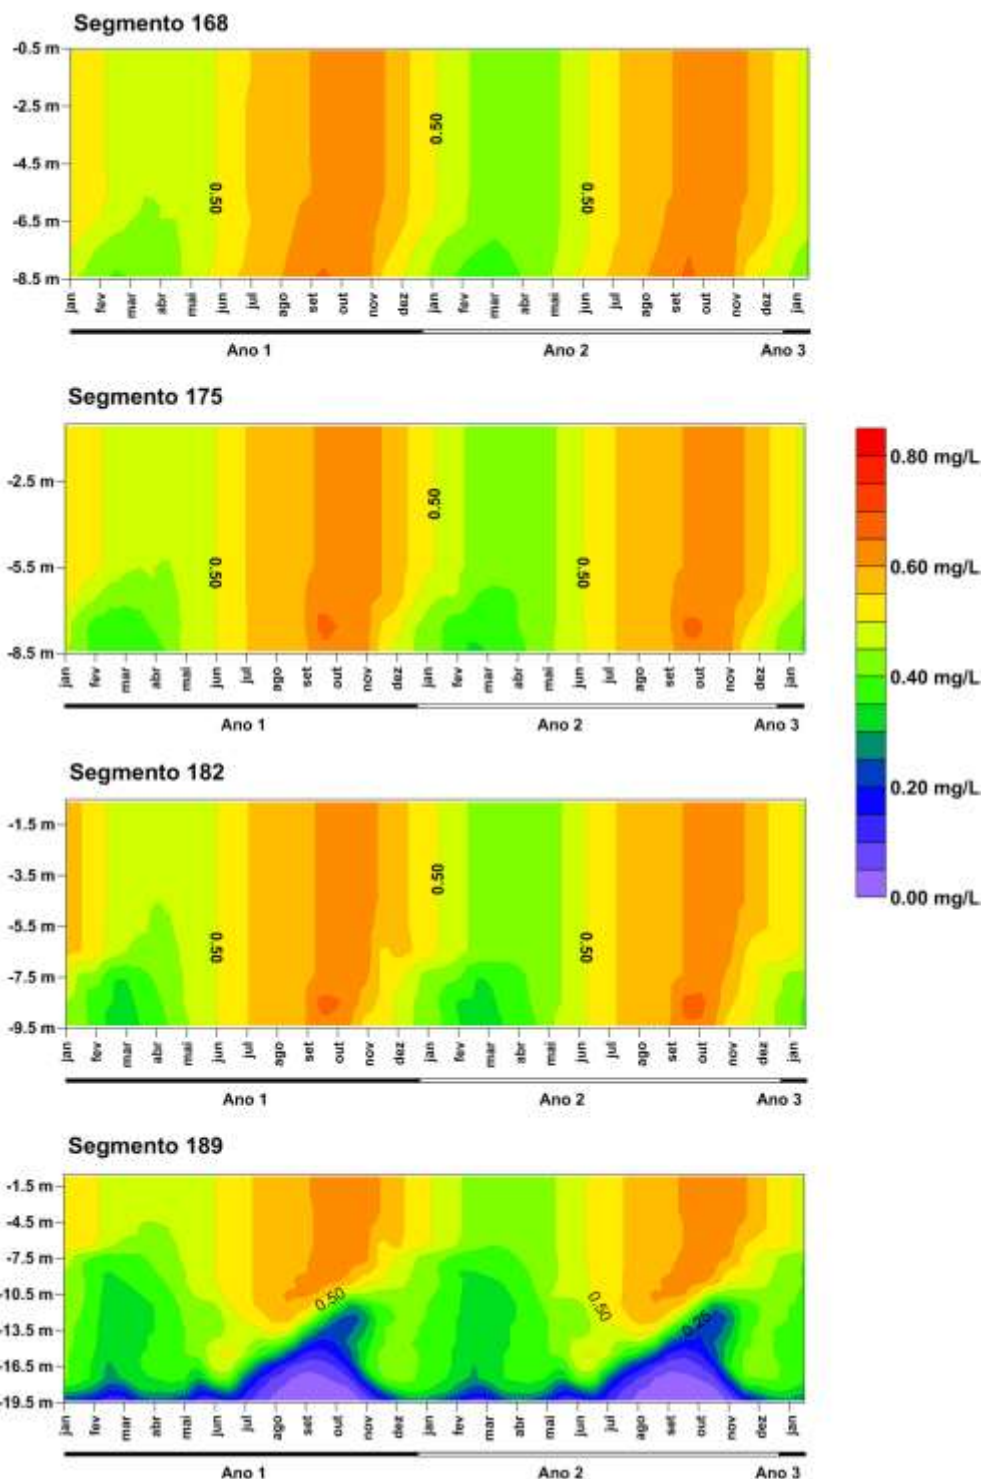 Segmento 168
-0.5 m
-2.5 m
-4.5 m
-6.5 m
-8.5 m
0.50
0.50
0.50
jan fev mar abr mai jun jul ago set out nov dez jan fev mar abr mai jun jul ago set out nov dez jan
Ano 1 Ano 2 Ano 3
Segmento 175
-2.5 m
-5.5 m
-8.5 m
0.50
0.50
0.50
jan fev mar abr mai jun jul ago set out nov dez jan fev mar abr mai jun jul ago set out nov dez jan
Ano 1 Ano 2 Ano 3
0.80 mg/L
0.60 mg/L
0.40 mg/L
0.20 mg/L
0.00 mg/L
Segmento 182
-1.5 m
-3.5 m
-5.5 m
-7.5 m
-9.5 m
0.50
0.50
0.50
jan fev mar abr mai jun jul ago set out nov dez jan fev mar abr mai jun jul ago set out nov dez jan
Ano 1 Ano 2 Ano 3
Segmento 189
-1.5 m
-4.5 m
-7.5 m
-10.5 m
-13.5 m
-16.5 m
-19.5 m
0.50
0.50
0.25
jan fev mar abr mai jun jul ago set out nov dez jan fev mar abr mai jun jul ago set out nov dez jan
Ano 1 Ano 2 Ano 3